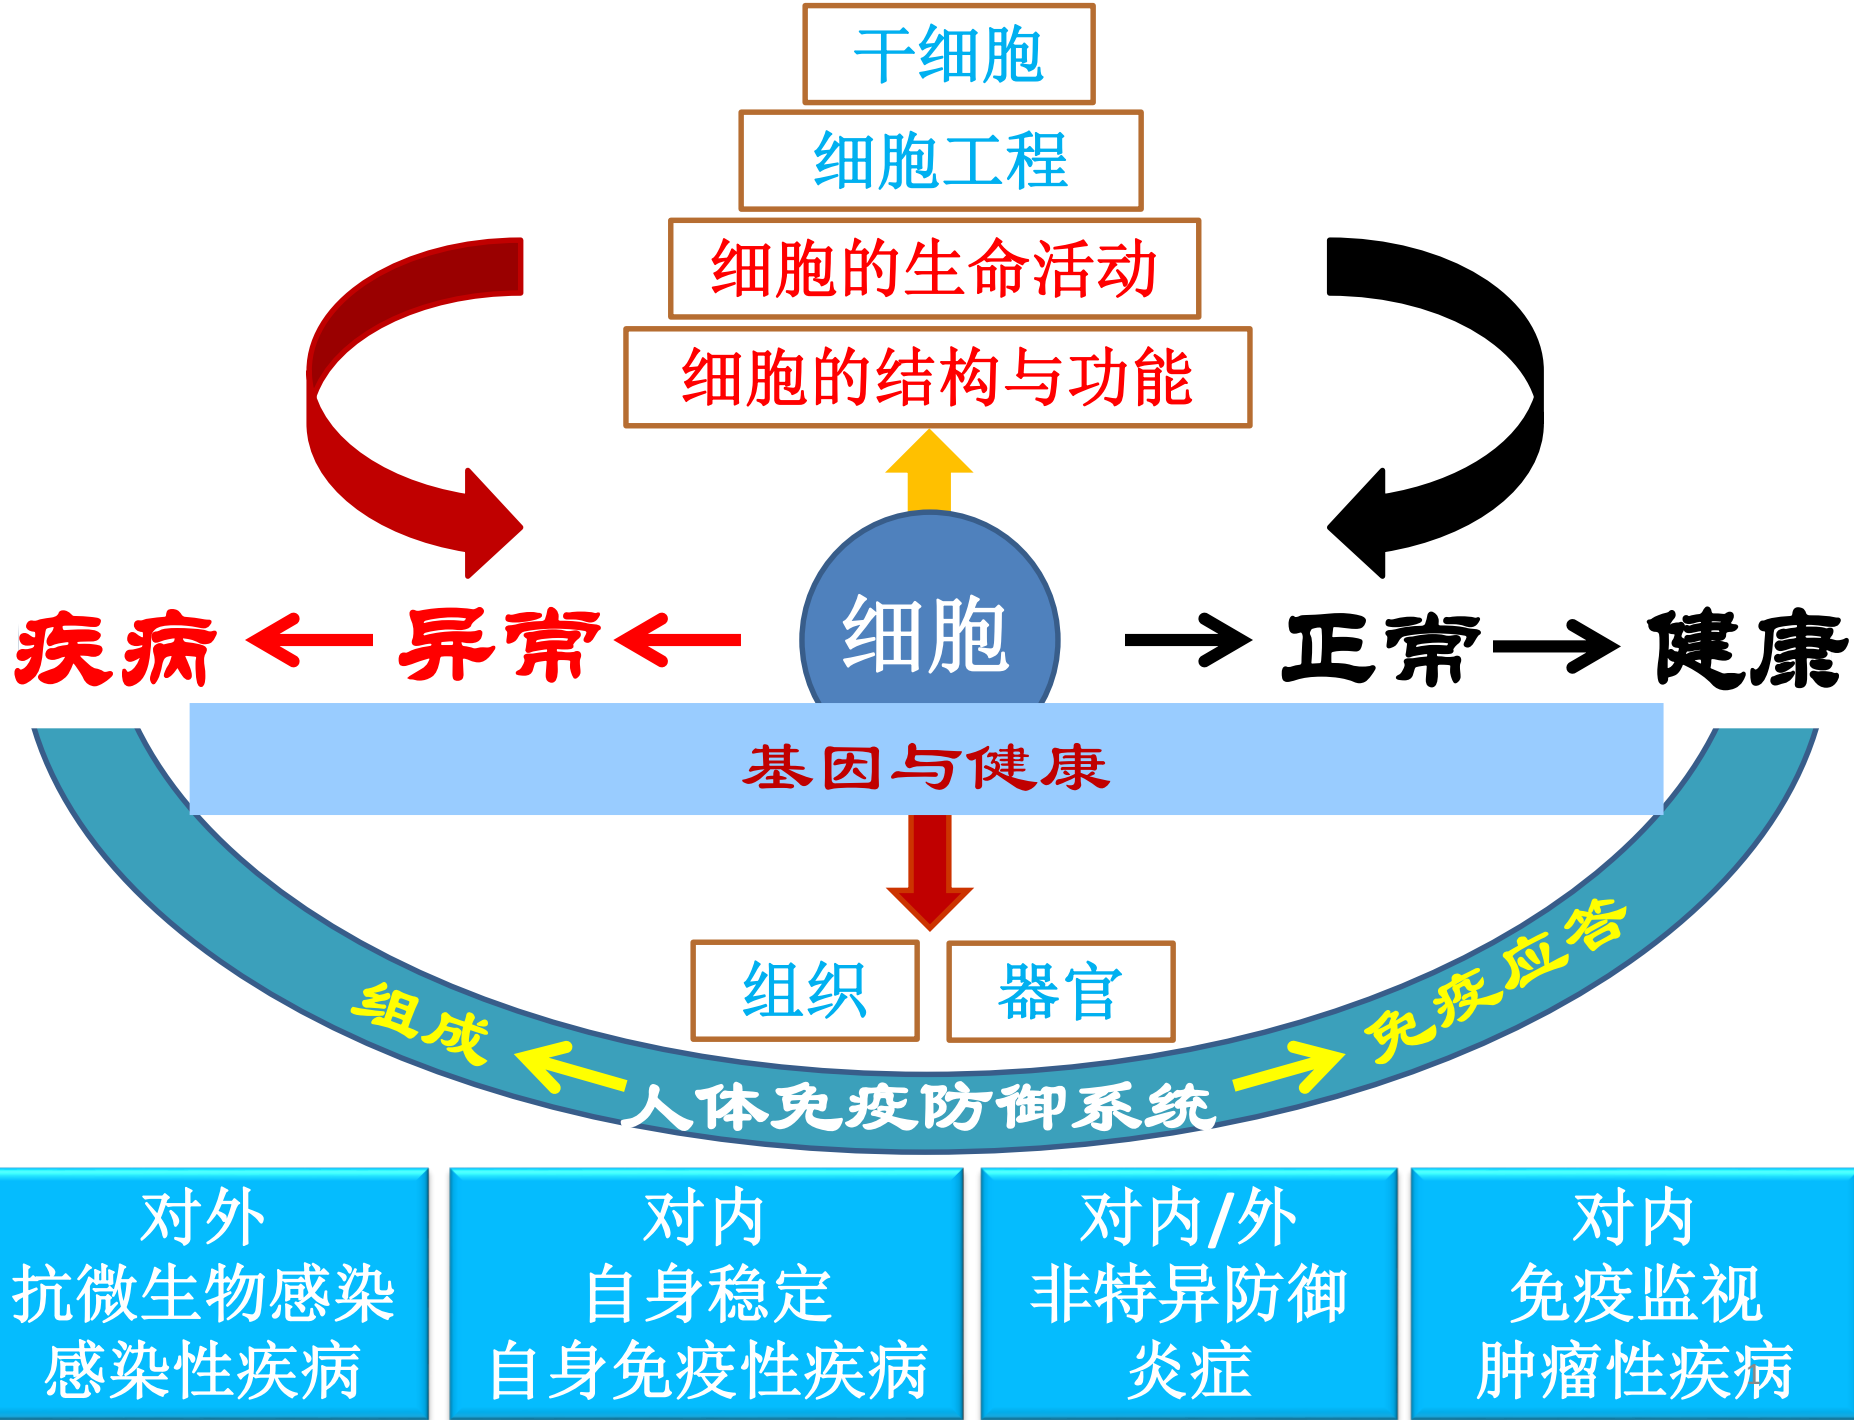 干细胞
细胞工程
细胞的生命活动
细胞的结构与功能
疾病
异常
细胞
正常
健康
基因与健康
组织
器官
组成
人体免疫防御系统
免疫应答
对外
抗微生物感染
感染性疾病
对内
自身稳定
自身免疫性疾病
对内/外
非特异防御
炎症
对内
免疫监视
肿瘤性疾病